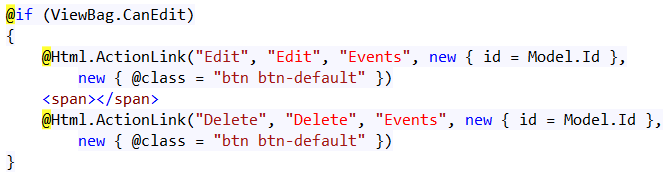 @if (ViewBag.CanEdit)
{
    @Html.ActionLink("Edit", "Edit", "Events", new { id = Model.Id },
        new { @class = "btn btn-default" })
    <span></span>
    @Html.ActionLink("Delete", "Delete", "Events", new { id = Model.Id },
        new { @class = "btn btn-default" })
}